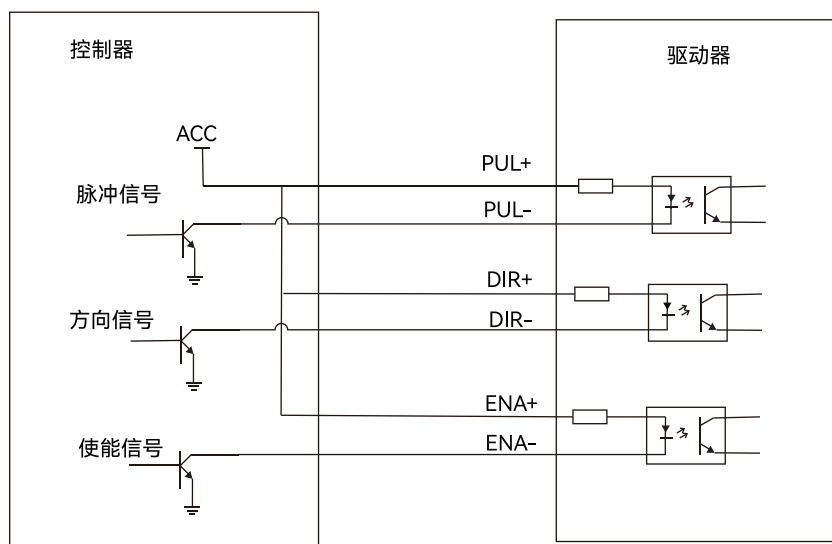 控制器
驱动器
ACC
PUL+
脉冲信号
PUL-
DIR+
方向信号
DIR-
ENA+
使能信号
ENA-